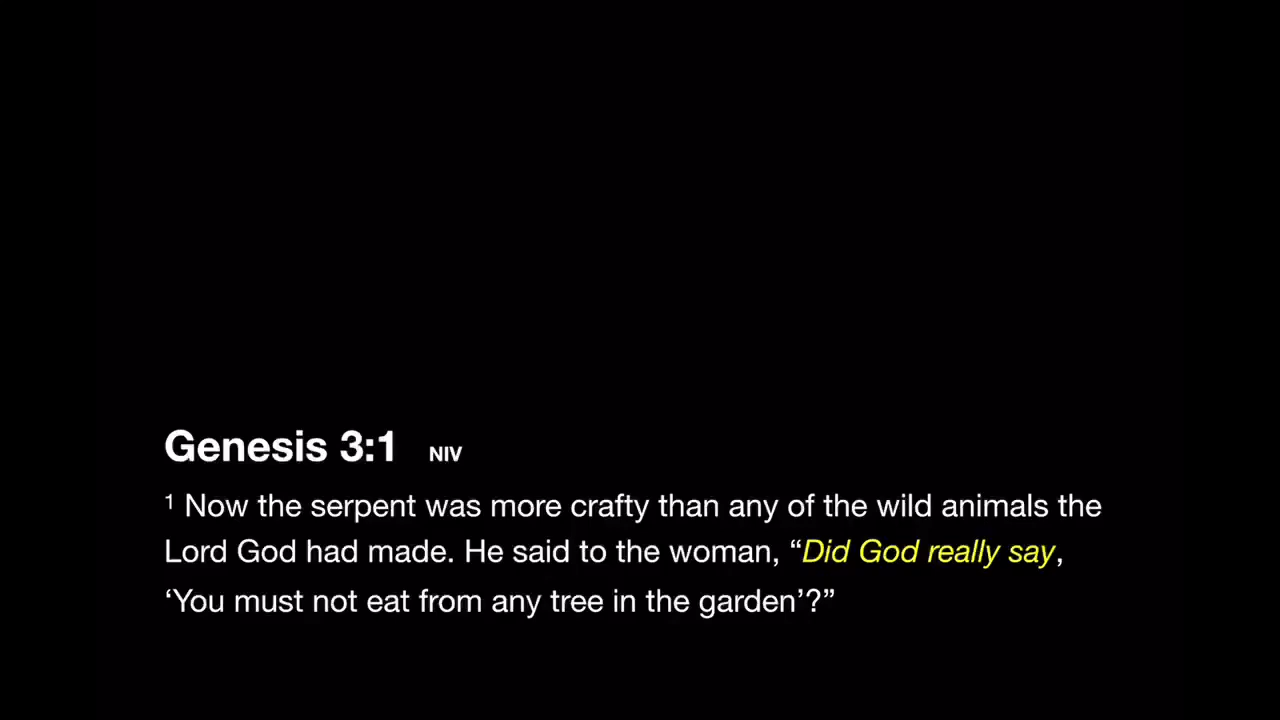 Genesis 3:1 NIV
¹ Now the serpent was more crafty than any of the wild animals the
Lord God had made. He said to the woman, “Did God really say,
‘You must not eat from any tree in the garden’?”